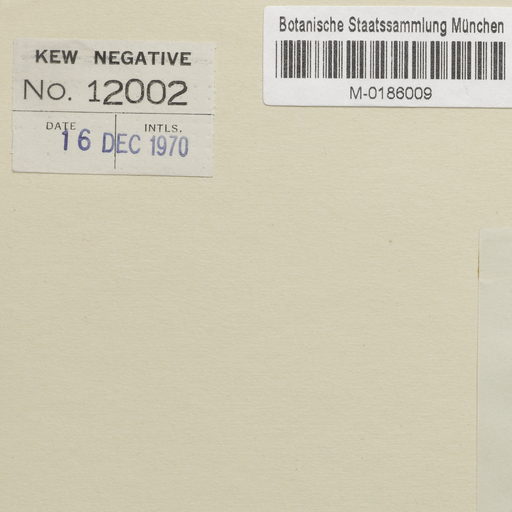 KEW NEGATIVE
No. 12002
DATE INTLS.
16 DEC 1970
Botanische Staatssammlung München
M-0186009